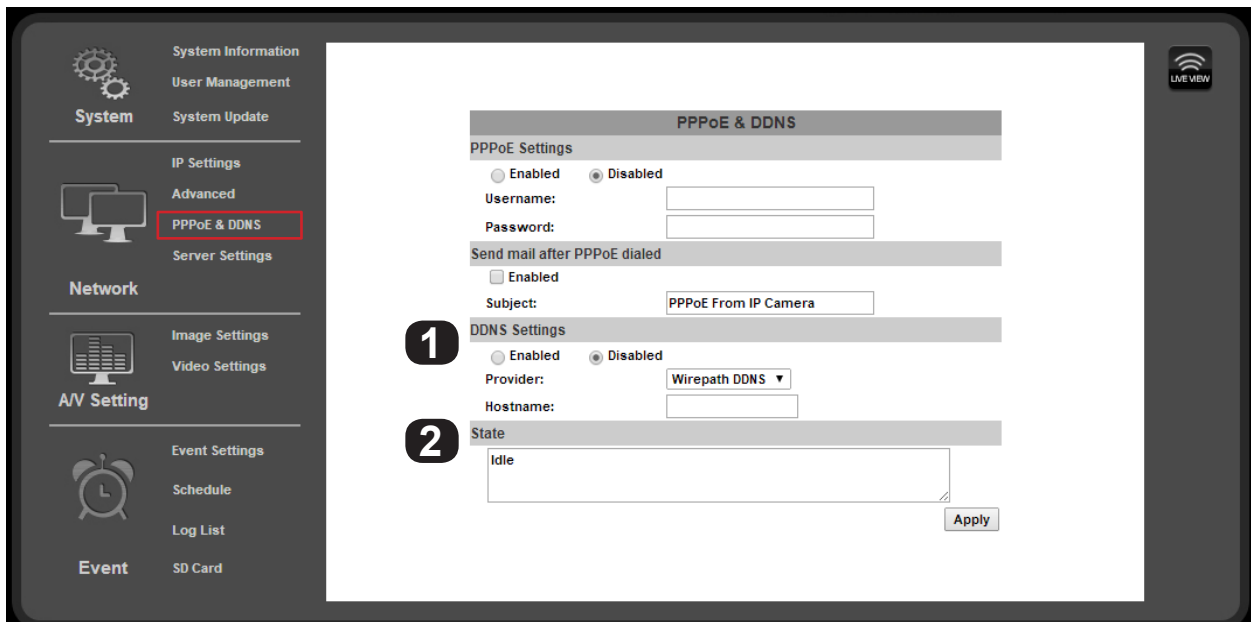 System Information
User Management
System
System Update
IP Settings
Advanced
PPPoE & DDNS
Server Settings
Network
Image Settings
Video Settings
A/V Setting
Event Settings
Schedule
Log List
Event
SD Card
PPPoE & DDNS
PPPoE Settings
Enabled Disabled
Username:
Password:
Send mail after PPPoE dialed
Enabled
Subject: PPPoE From IP Camera
1 DDNS Settings
Enabled Disabled
Provider: Wirepath DDNS
Hostname:
2 State
Idle
Apply
LIVE VIEW